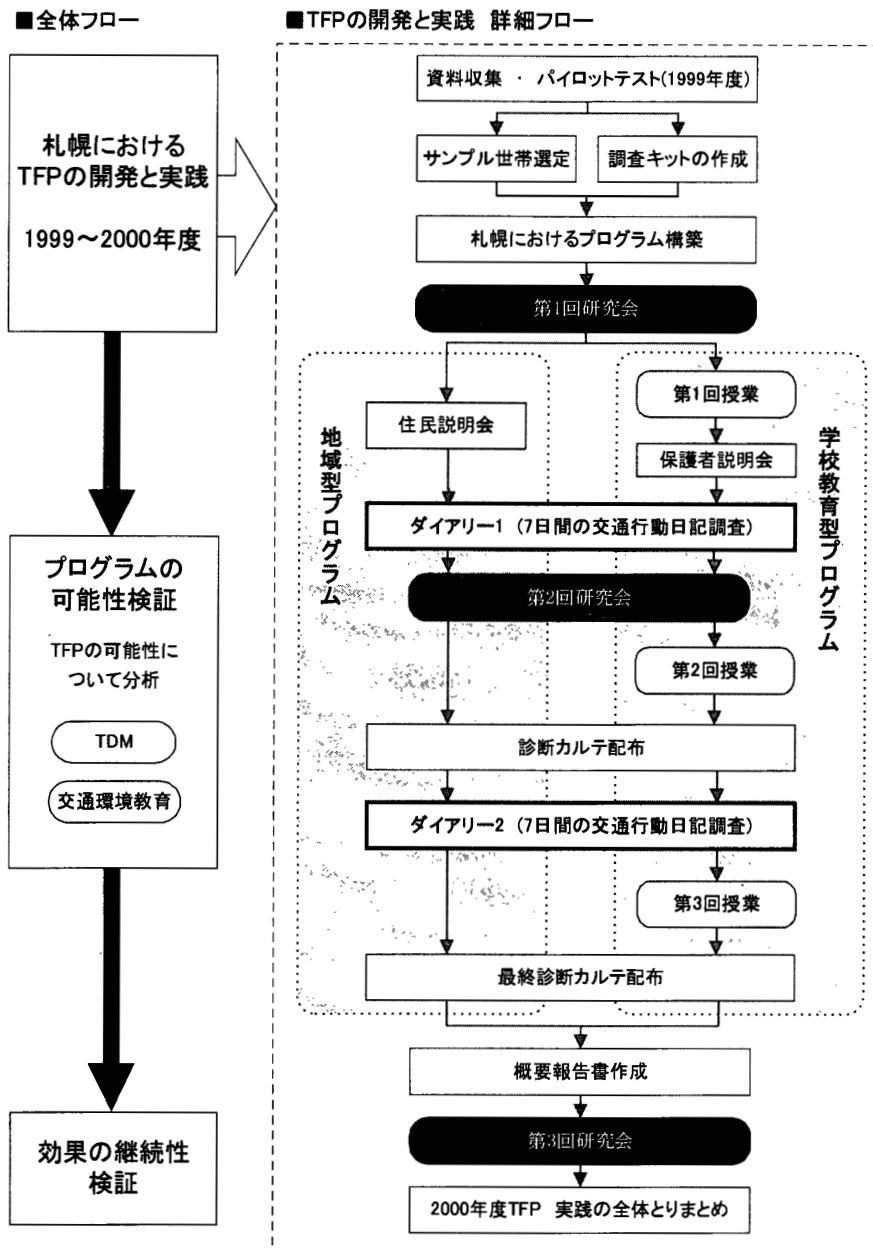 ■全体フロー
札幌における
TFPの開発と実践
1999～2000年度
プログラムの
可能性検証
TFPの可能性に
ついて分析
TDM
交通環境教育
効果の継続性
検証
■TFPの開発と実践 詳細フロー
資料収集 ・ パイロットテスト(1999年度)
サンプル世帯選定
調査キットの作成
札幌におけるプログラム構築
第1回研究会
地域型プログラム
学校教育型プログラム
住民説明会
第1回授業
保護者説明会
ダイアリー1 (7日間の交通行動日記調査)
第2回研究会
第2回授業
診断カルテ配布
ダイアリー2 (7日間の交通行動日記調査)
第3回授業
最終診断カルテ配布
概要報告書作成
第3回研究会
2000年度TFP 実践の全体とりまとめ